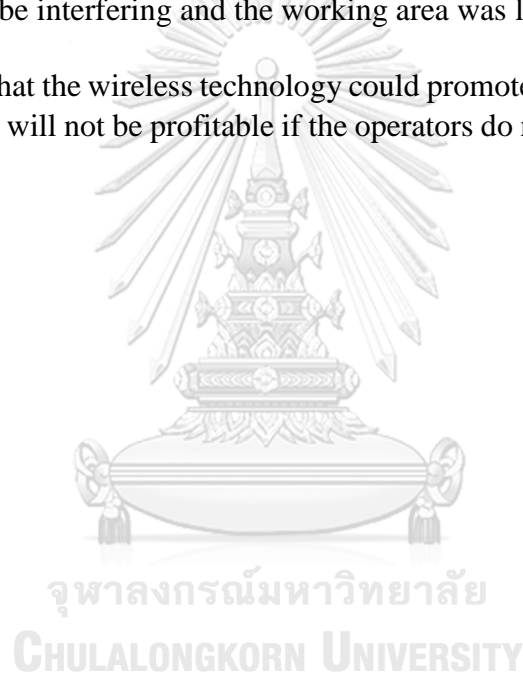 be interfering and the working area was l
hat the wireless technology could promote
will not be profitable if the operators do
จุฬาลงกรณ์มหาวิทยาลัย
CHULALONGKORN UNIVERSITY